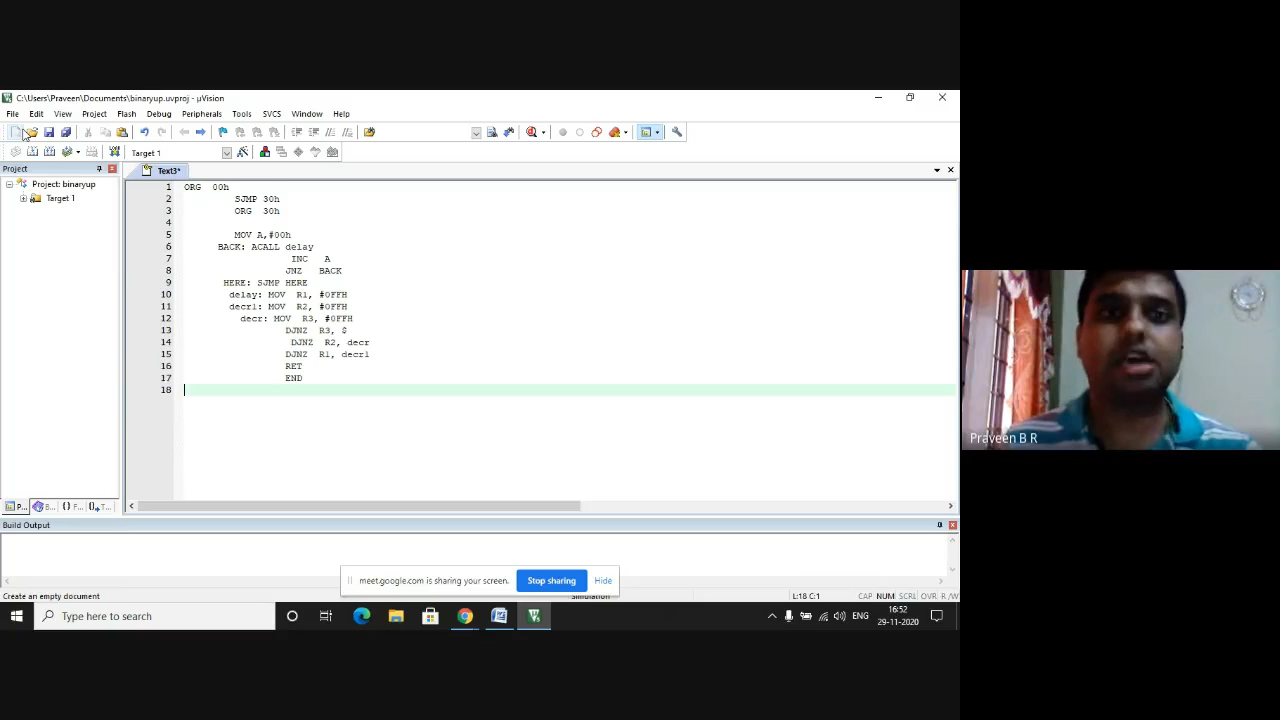 C:\Users\Praveen\Documents\binaryup.uvproj - µVision
File Edit View Project Flash Debug Peripherals Tools SVCS Window Help
Target 1
Project
Text3*
Project: binaryup
Target 1
1 ORG 00h
2 SJMP 30h
3 ORG 30h
4
5 MOV A,#00h
6 BACK: ACALL delay
7 INC A
8 JNZ BACK
9 HERE: SJMP HERE
10 delay: MOV R1, #0FFH
11 decr1: MOV R2, #0FFH
12 decr: MOV R3, #0FFH
13 DJNZ R3, $
14 DJNZ R2, decr
15 DJNZ R1, decr1
16 RET
17 END
18
P... B... {} F... T...
Build Output
meet.google.com is sharing your screen. Stop sharing Hide
Create an empty document Simulation L:18 C:1 CAP NUM SCRL OVR R/W
Type here to search
ENG
16:52
29-11-2020
Praveen B R